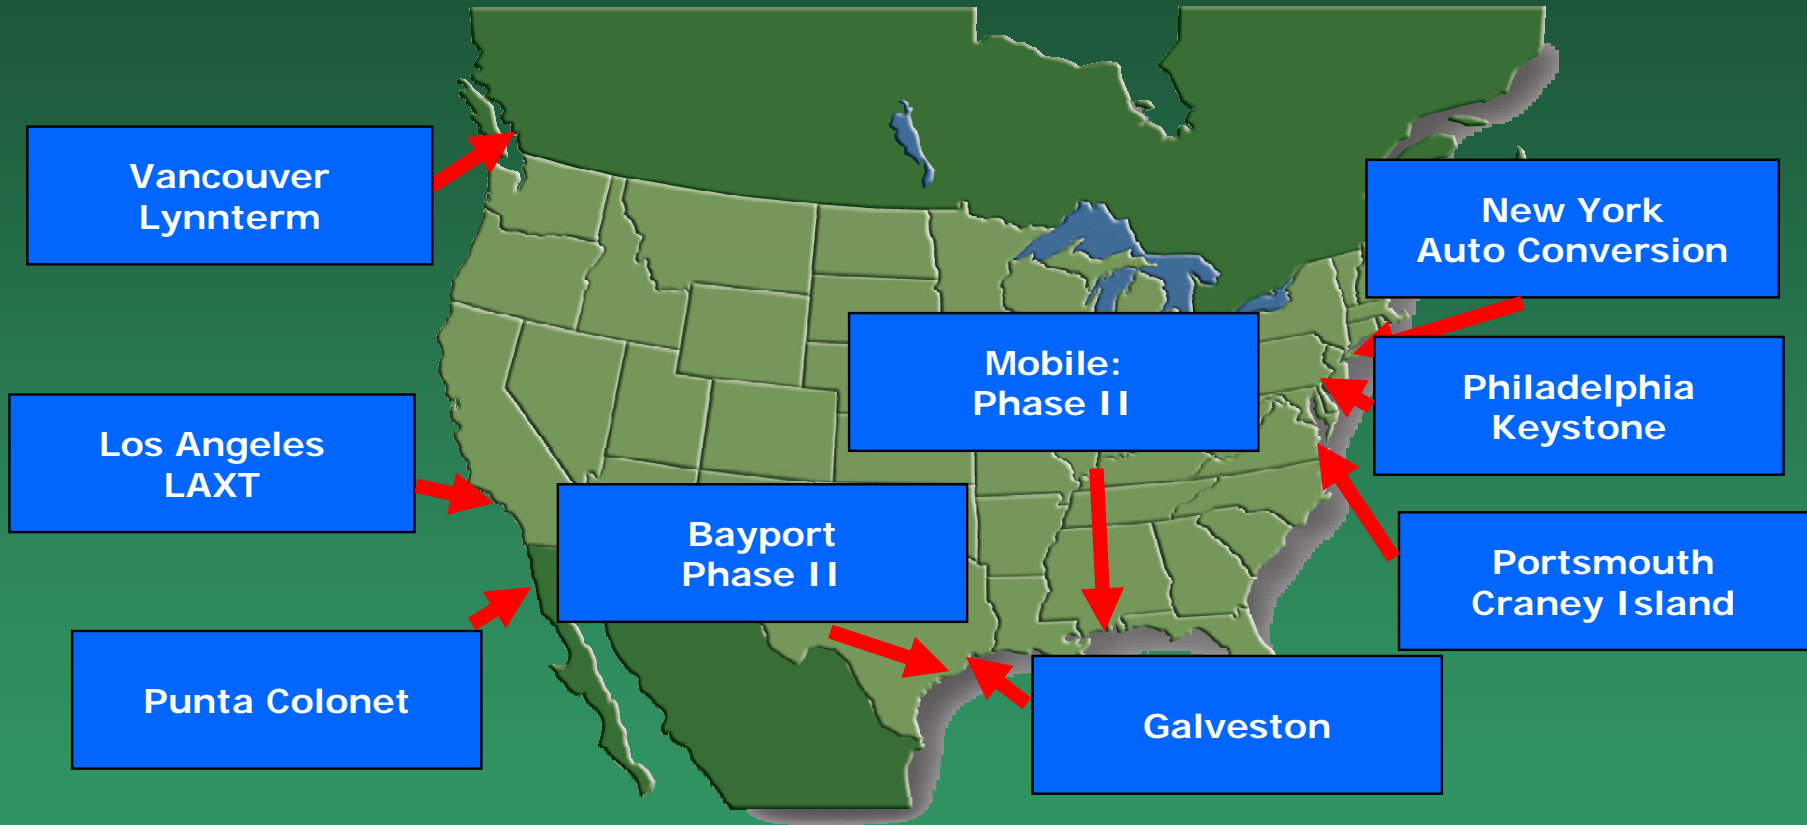 Vancouver
Lynnterm
New York
Auto Conversion
Mobile:
Phase II
Philadelphia
Keystone
Los Angeles
LAXT
Bayport
Phase II
Portsmouth
Craney Island
Punta Colonet
Galveston